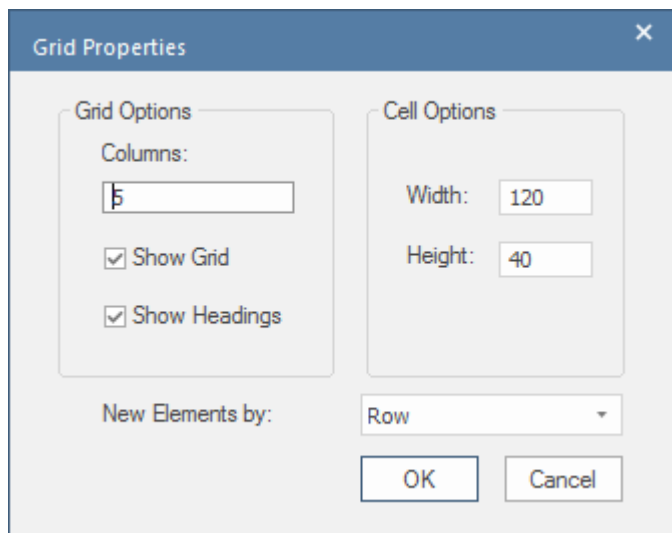 Grid Properties
Grid Options
Columns:
5
Show Grid
Show Headings
Cell Options
Width: 120
Height: 40
New Elements by: Row
OK Cancel